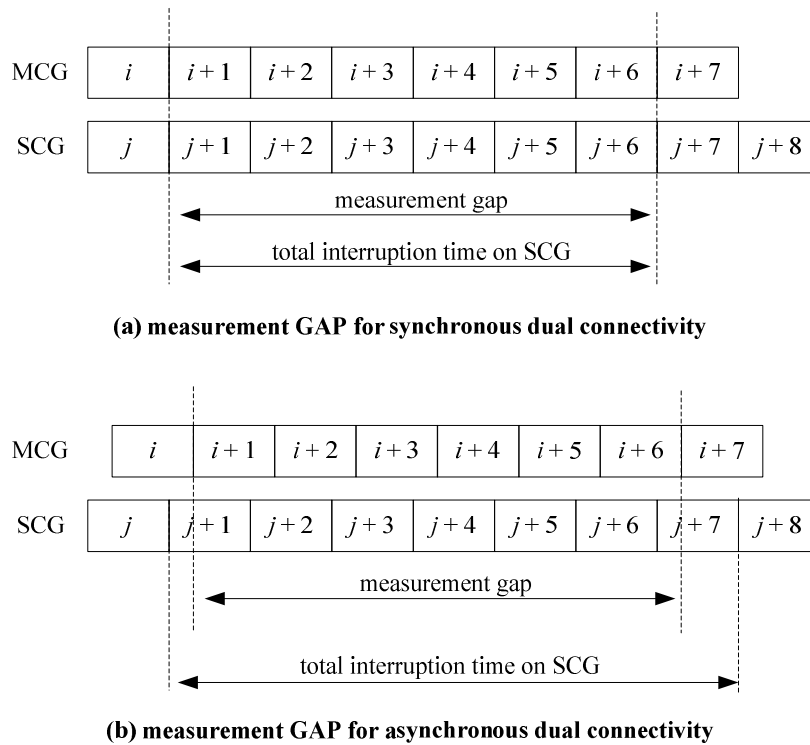 MCG i i + 1 i + 2 i + 3 i + 4 i + 5 i + 6 i + 7
SCG j j + 1 j + 2 j + 3 j + 4 j + 5 j + 6 j + 7 j + 8
measurement gap
total interruption time on SCG
(a) measurement GAP for synchronous dual connectivity
MCG i i + 1 i + 2 i + 3 i + 4 i + 5 i + 6 i + 7
SCG j j + 1 j + 2 j + 3 j + 4 j + 5 j + 6 j + 7 j + 8
measurement gap
total interruption time on SCG
(b) measurement GAP for asynchronous dual connectivity